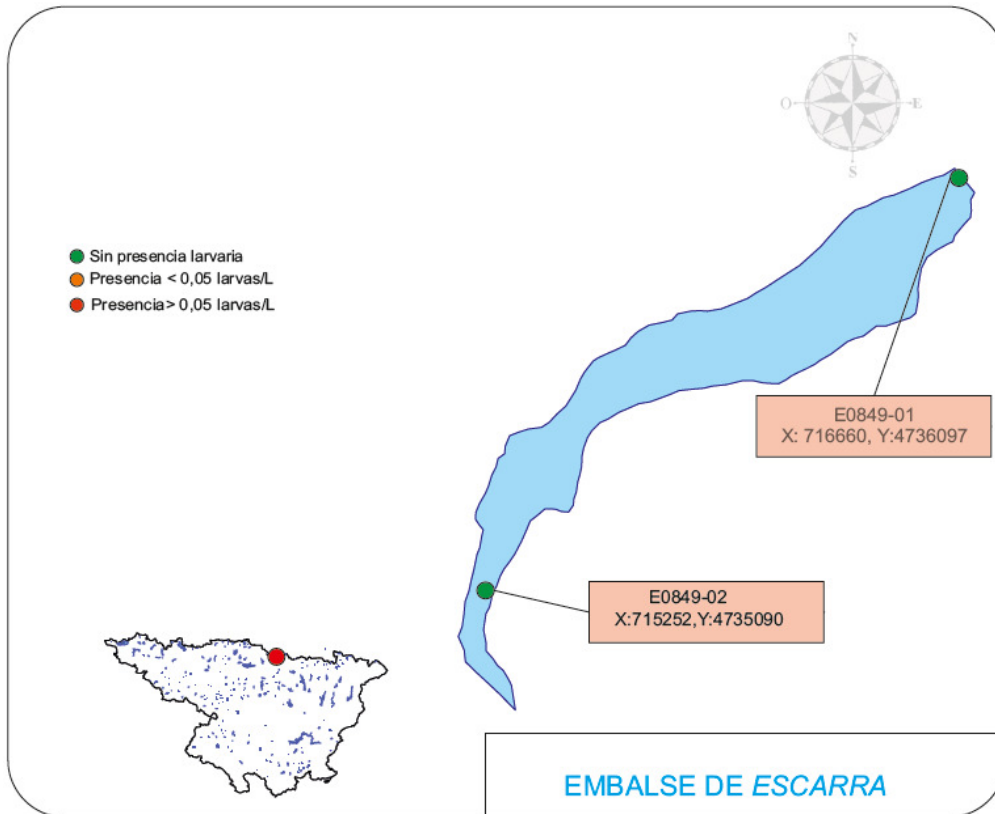 N
O
E
S
Sin presencia larvaria
Presencia < 0,05 larvas/L
Presencia> 0,05 larvas/L
E0849-01
X: 716660, Y:4736097
E0849-02
X:715252,Y:4735090
EMBALSE DE ESCARRA